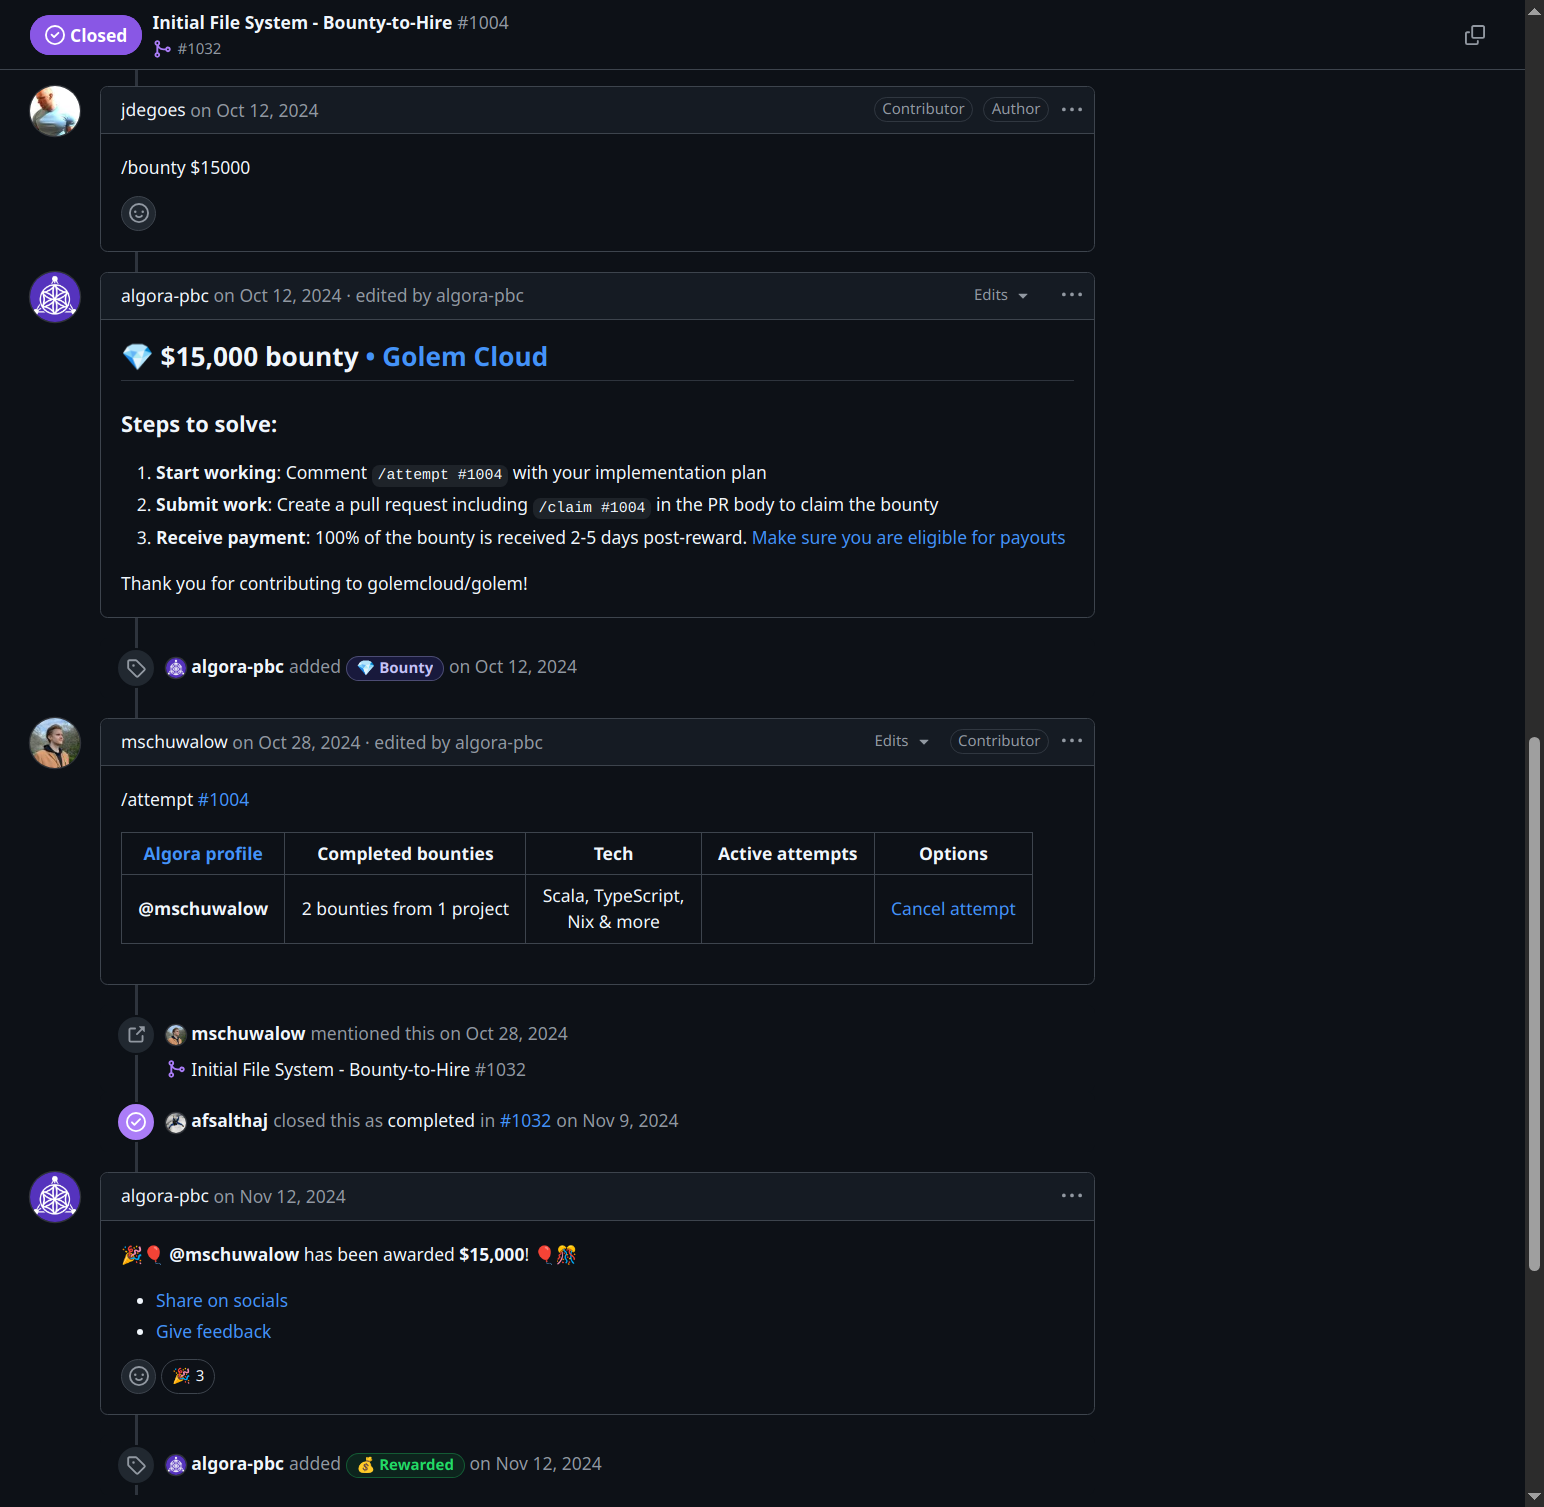 Closed
Initial File System - Bounty-to-Hire #1004
#1032
jdegoes on Oct 12, 2024
Contributor
Author
/bounty $15000
algora-pbc on Oct 12, 2024 · edited by algora-pbc
Edits
💎 $15,000 bounty • Golem Cloud
Steps to solve:
1. Start working: Comment /attempt #1004 with your implementation plan
2. Submit work: Create a pull request including /claim #1004 in the PR body to claim the bounty
3. Receive payment: 100% of the bounty is received 2-5 days post-reward. Make sure you are eligible for payouts
Thank you for contributing to golemcloud/golem!
algora-pbc added 💎 Bounty on Oct 12, 2024
mschuwalow on Oct 28, 2024 · edited by algora-pbc
Edits
Contributor
/attempt #1004
Algora profile Completed bounties Tech Active attempts Options
@mschuwalow 2 bounties from 1 project Scala, TypeScript,
Nix & more
Cancel attempt
mschuwalow mentioned this on Oct 28, 2024
Initial File System - Bounty-to-Hire #1032
afsalthaj closed this as completed in #1032 on Nov 9, 2024
algora-pbc on Nov 12, 2024
🎉🎈 @mschuwalow has been awarded $15,000! 🎈🎊
• Share on socials
• Give feedback
🎉 3
algora-pbc added 💰 Rewarded on Nov 12, 2024